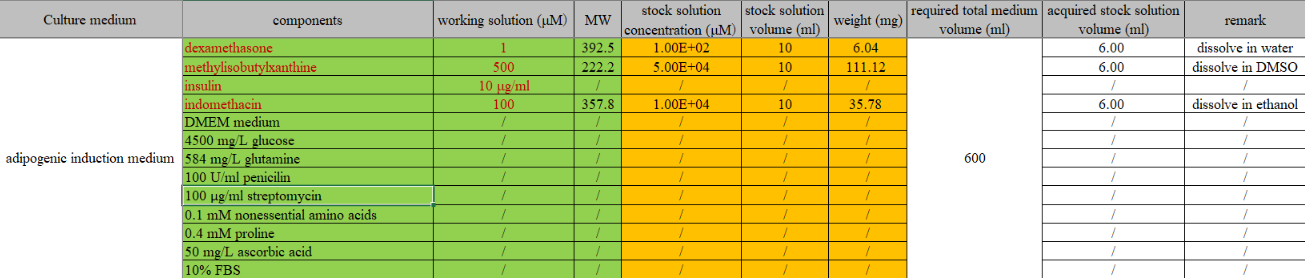 Culture medium | components | working solution (μM) | MW | stock solution concentration (μM) | stock solution volume (ml) | weight (mg) | required total medium volume (ml) | acquired stock solution volume (ml) | remark
adipogenic induction medium | dexamethasone | 1 | 392.5 | 1.00E+02 | 10 | 6.04 | 600 | 6.00 | dissolve in water
methylisobutylxanthine | 500 | 222.2 | 5.00E+04 | 10 | 111.12 | 6.00 | dissolve in DMSO
insulin | 10 μg/ml | / | / | / | / | / | /
indomethacin | 100 | 357.8 | 1.00E+04 | 10 | 35.78 | 6.00 | dissolve in ethanol
DMEM medium | / | / | / | / | / | / | /
4500 mg/L glucose | / | / | / | / | / | / | /
584 mg/L glutamine | / | / | / | / | / | / | /
100 U/ml penicilin | / | / | / | / | / | / | /
100 μg/ml streptomycin | / | / | / | / | / | / | /
0.1 mM nonessential amino acids | / | / | / | / | / | / | /
0.4 mM proline | / | / | / | / | / | / | /
50 mg/L ascorbic acid | / | / | / | / | / | / | /
10% FBS | / | / | / | / | / | / | /